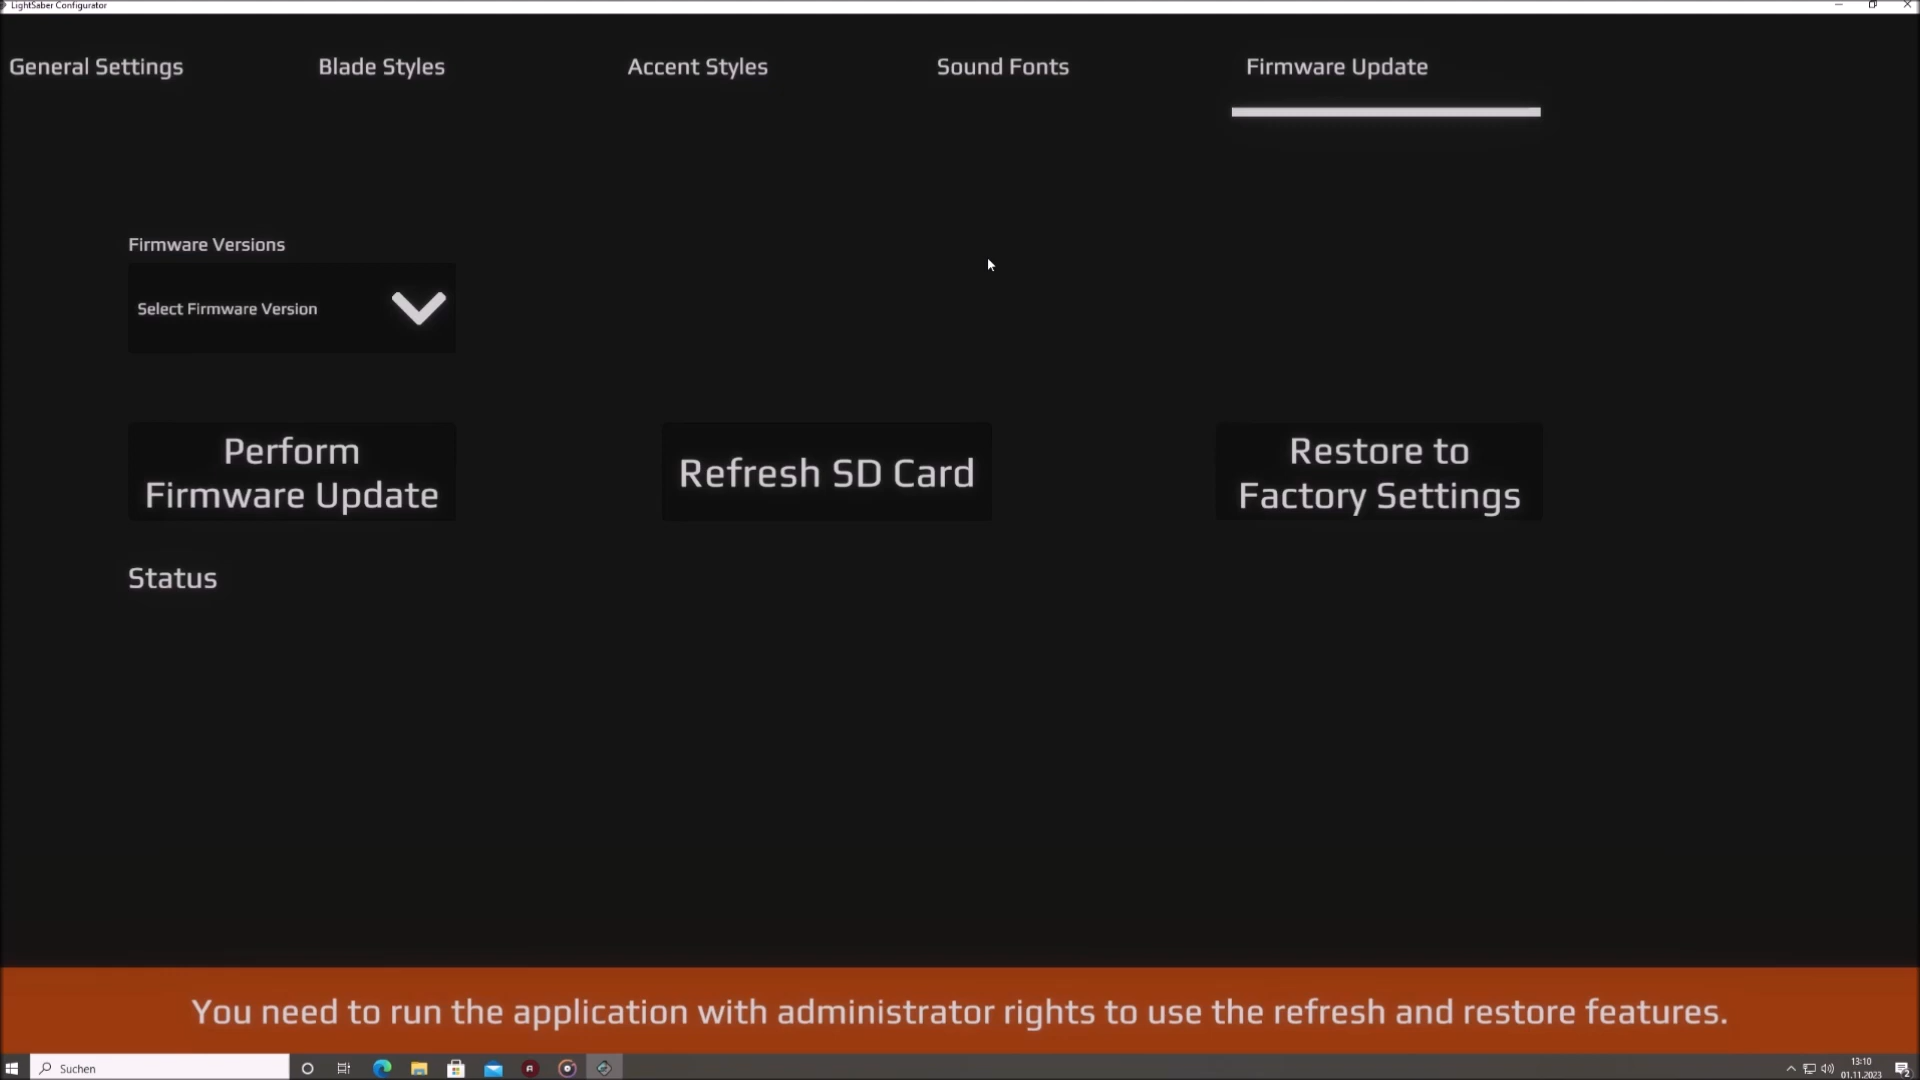 LightSaber Configurator
General Settings
Blade Styles
Accent Styles
Sound Fonts
Firmware Update
Firmware Versions
Select Firmware Version
Perform
Firmware Update
Refresh SD Card
Restore to
Factory Settings
Status
You need to run the application with administrator rights to use the refresh and restore features.
Suchen
13:10
01.11.2023
2